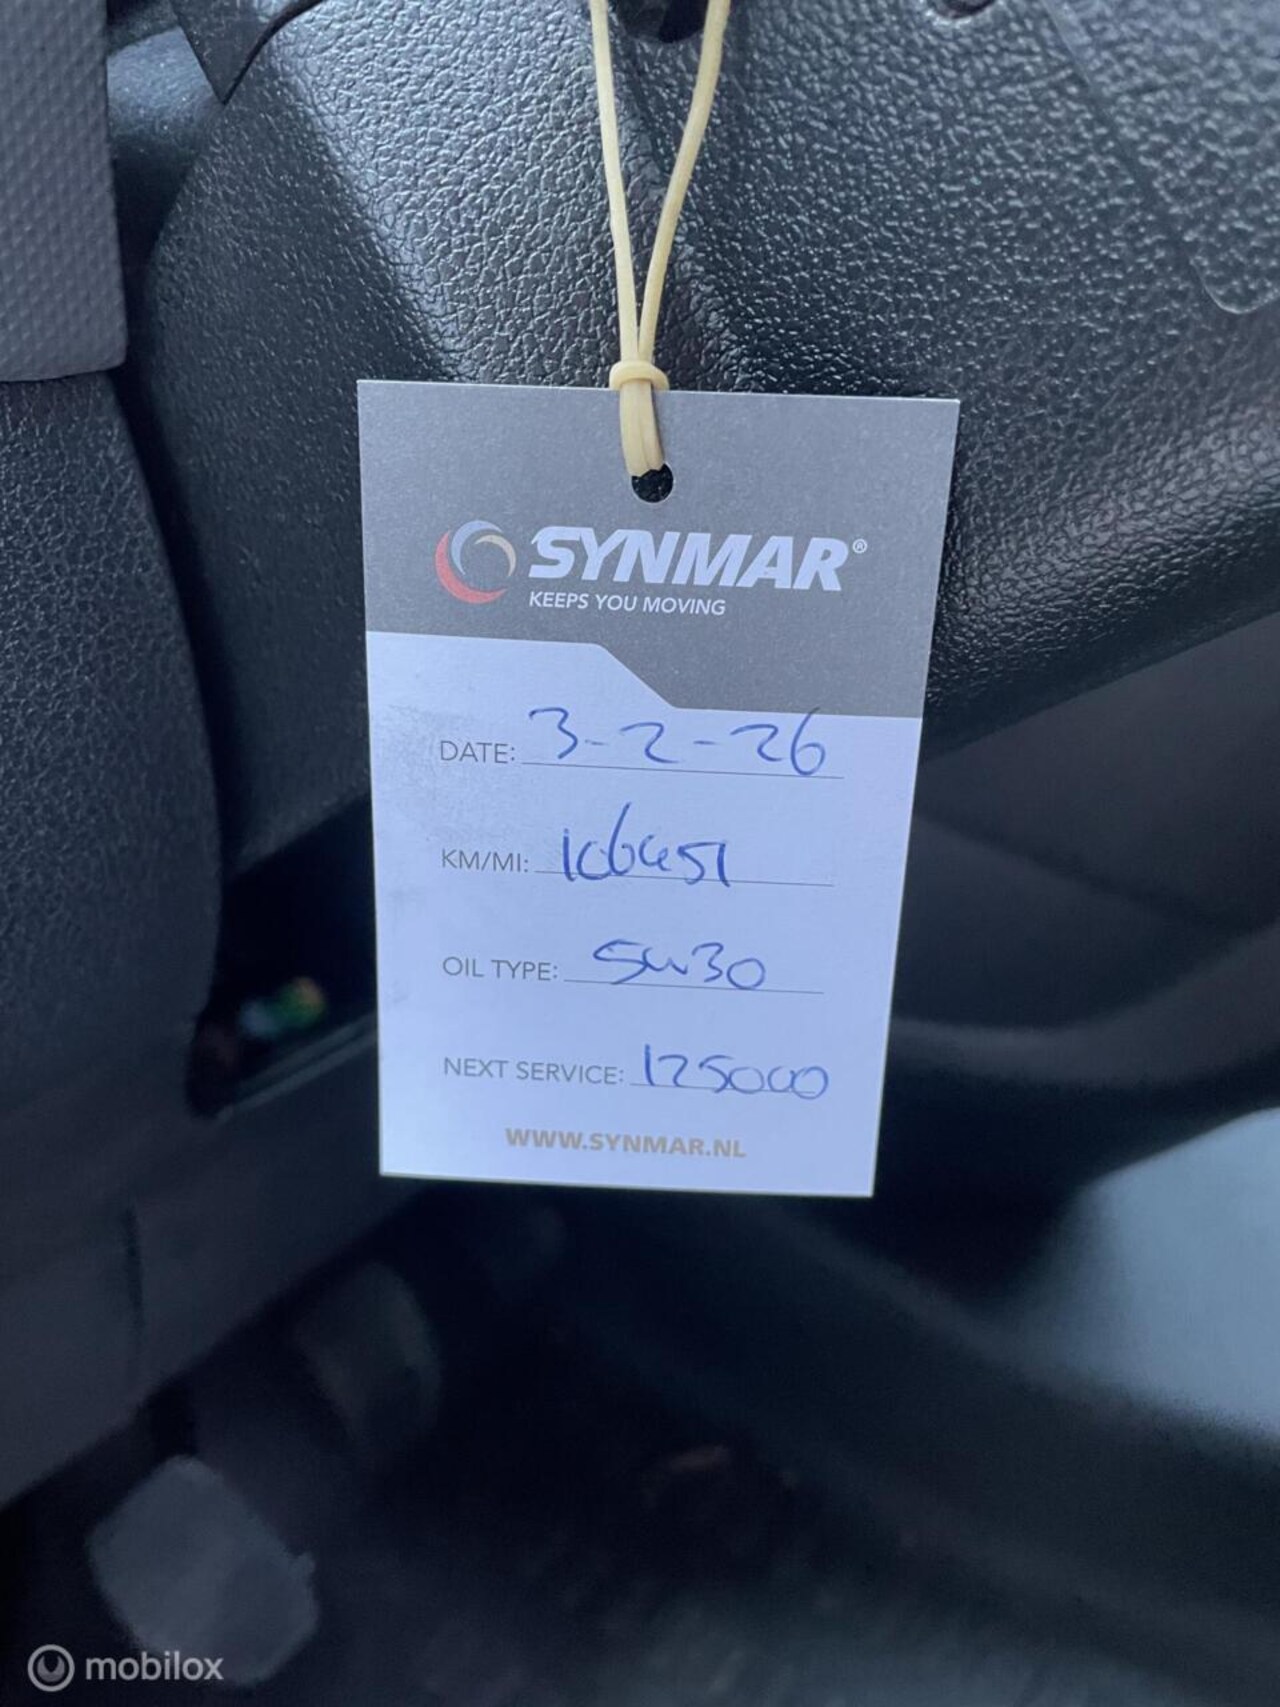 SYNMAR®
KEEPS YOU MOVING
DATE: 3-2-26
KM/MI: 106451
OIL TYPE: 5W30
NEXT SERVICE: 125000
WWW.SYNMAR.NL
mobilox